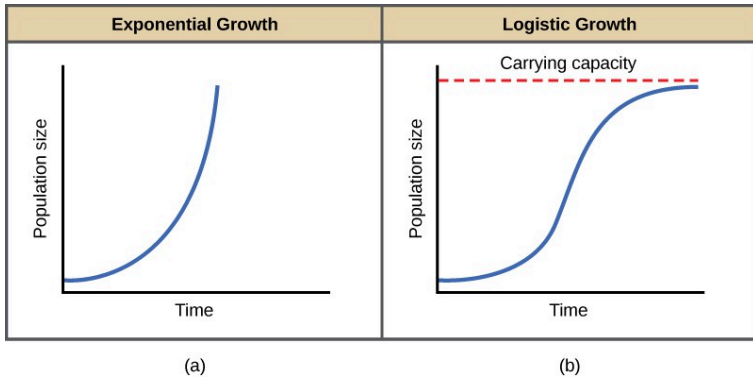 Exponential Growth
Logistic Growth
Population size
Time
Carrying capacity
Population size
Time
(a)
(b)